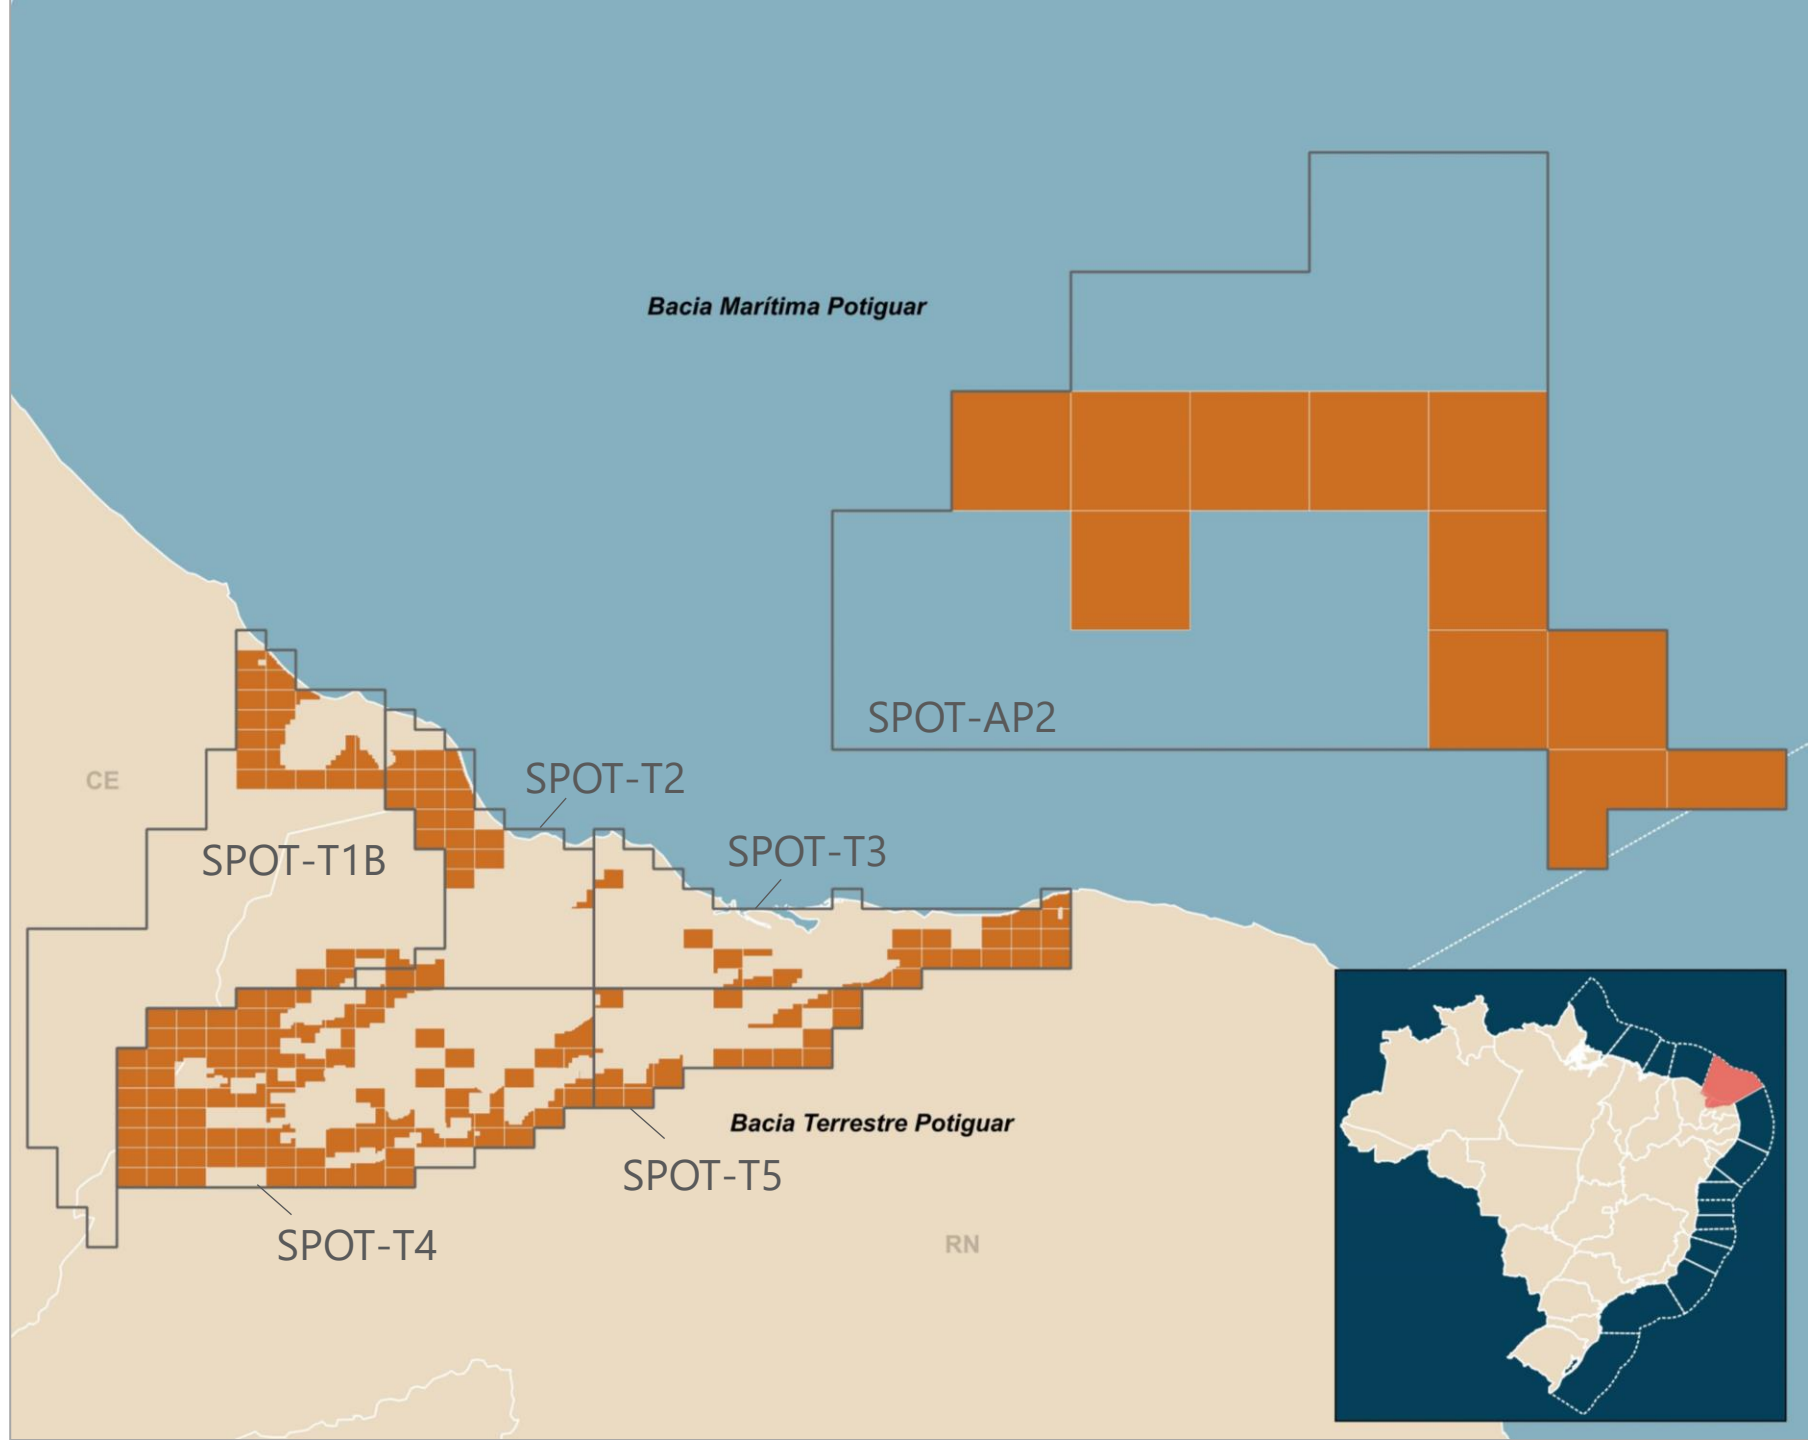 Bacia Marítima Potiguar
SPOT-AP2
CE
SPOT-T2
SPOT-T1B
SPOT-T3
Bacia Terrestre Potiguar
SPOT-T5
SPOT-T4
RN